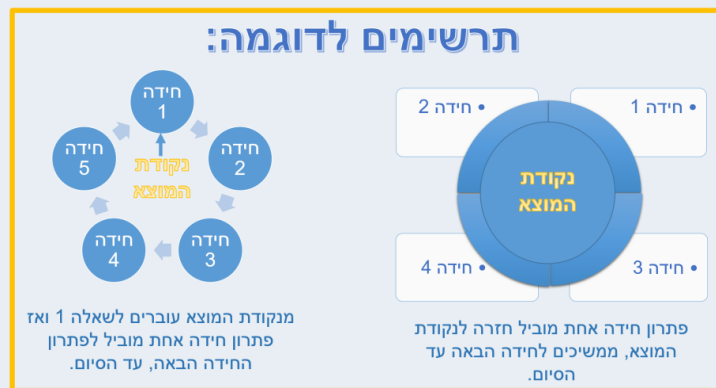 תרשימים לדוגמה:
• חידה 1
• חידה 2
נקודת
המוצא
• חידה 3
• חידה 4
פתרון חידה אחת מוביל חזרה לנקודת
המוצא, ממשיכים לחידה הבאה עד
הסיום.
חידה
1
חידה
2
חידה
3
חידה
4
חידה
5
נקודת
המוצא
מנקודת המוצא עוברים לשאלה 1 ואז
פתרון חידה אחת מוביל לפתרון
החידה הבאה, עד הסיום.